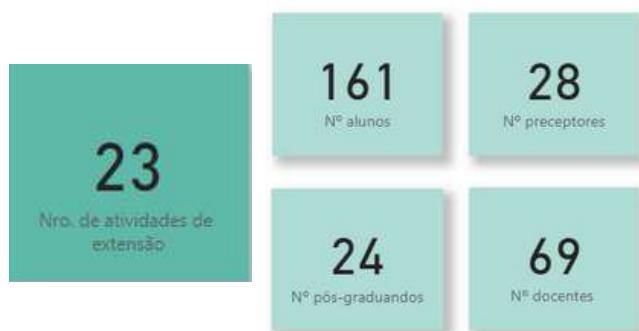 23
Nro. de atividades de
extensão
161
Nº alunos
28
Nº preceptores
24
Nº pós-graduandos
69
Nº docentes